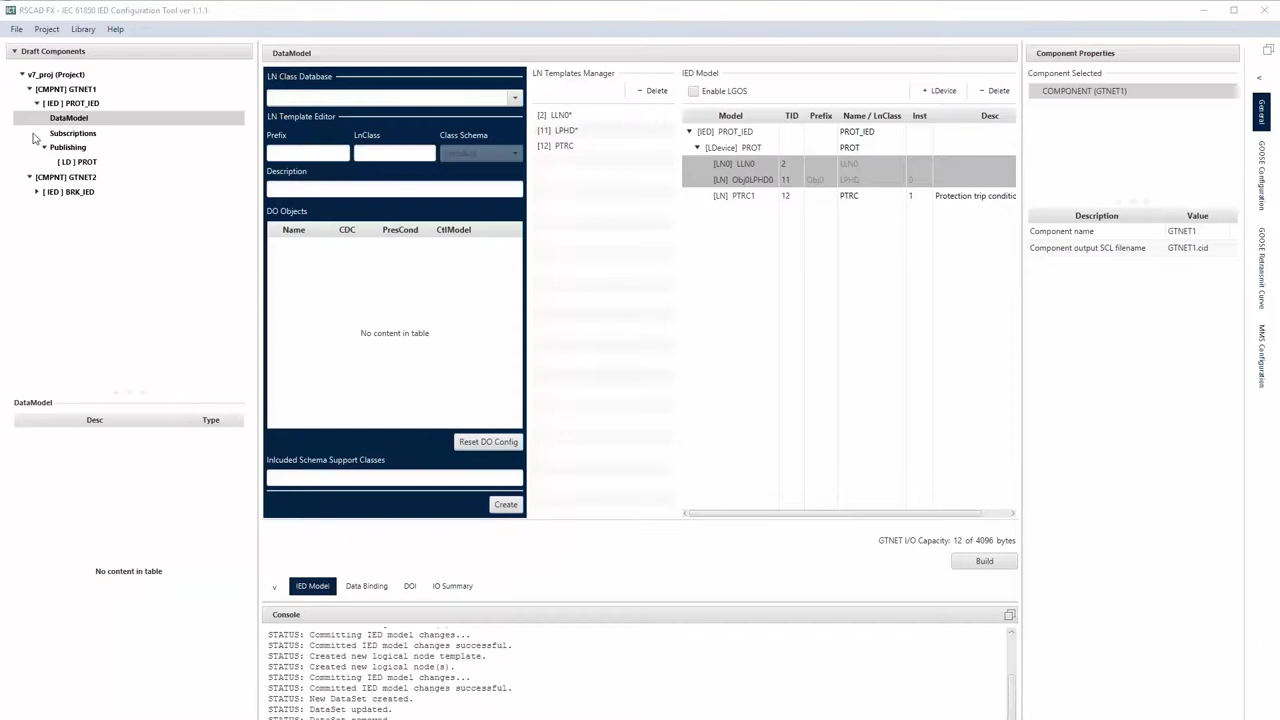 RSCAD FX - IEC 61850 IED Configuration Tool ver 1.1.1
File Project Library Help
Draft Components
v7_proj (Project)
[CMPNT] GTNET1
[ IED ] PROT_IED
DataModel
Subscriptions
Publishing
[ LD ] PROT
[CMPNT] GTNET2
[ IED ] BRK_IED
DataModel
Desc Type
No content in table
DataModel
LN Class Database
LN Template Editor
Prefix LnClass Class Schema
Description
DO Objects
Name CDC PresCond CtlModel
No content in table
Reset DO Config
Inlcuded Schema Support Classes
Create
LN Templates Manager
- Delete
[2] LLN0*
[11] LPHD*
[12] PTRC
IED Model
Enable LGOS + LDevice - Delete
Model TID Prefix Name / LnClass Inst Desc
[IED] PROT_IED PROT_IED
[LDevice] PROT PROT
[LN0] LLN0 2 LLN0
[LN] Obj0LPHD0 11 Obj0 LPHD 0
[LN] PTRC1 12 PTRC 1 Protection trip conditic
GTNET I/O Capacity: 12 of 4096 bytes
Build
v IED Model Data Binding DOI IO Summary
Console
STATUS: Committing IED model changes...
STATUS: Committed IED model changes successful.
STATUS: Created new logical node template.
STATUS: Created new logical node(s).
STATUS: Committing IED model changes...
STATUS: Committed IED model changes successful.
STATUS: New DataSet created.
STATUS: DataSet updated.
STATUS: DataSet removed.
Component Properties
Component Selected
COMPONENT (GTNET1)
Description Value
Component name GTNET1
Component output SCL filename GTNET1.cid
<
General
GOOSE Configuration
GOOSE Retransmit Curve
MMS Configuration